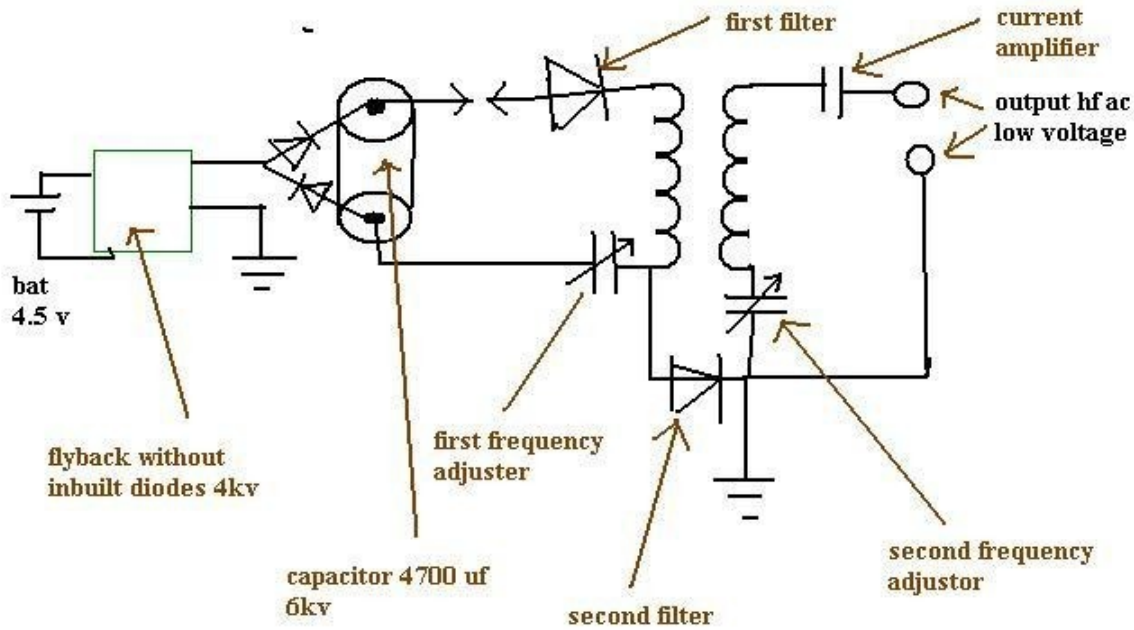 first filter
current
amplifier
output hf ac
low voltage
bat
4.5 v
flyback without
inbuilt diodes 4kv
first frequency
adjuster
capacitor 4700 uf
6kv
second filter
second frequency
adjustor